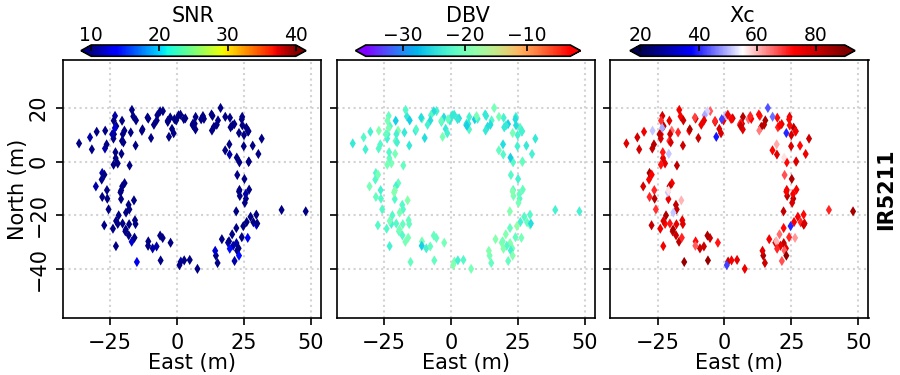 SNR DBV Xc
10 20 30 40 −30 −20 −10 20 40 60 80
20
0
−20
−40
North (m)
−25 0 25 50 −25 0 25 50 −25 0 25 50
East (m) East (m) East (m)
IR5211